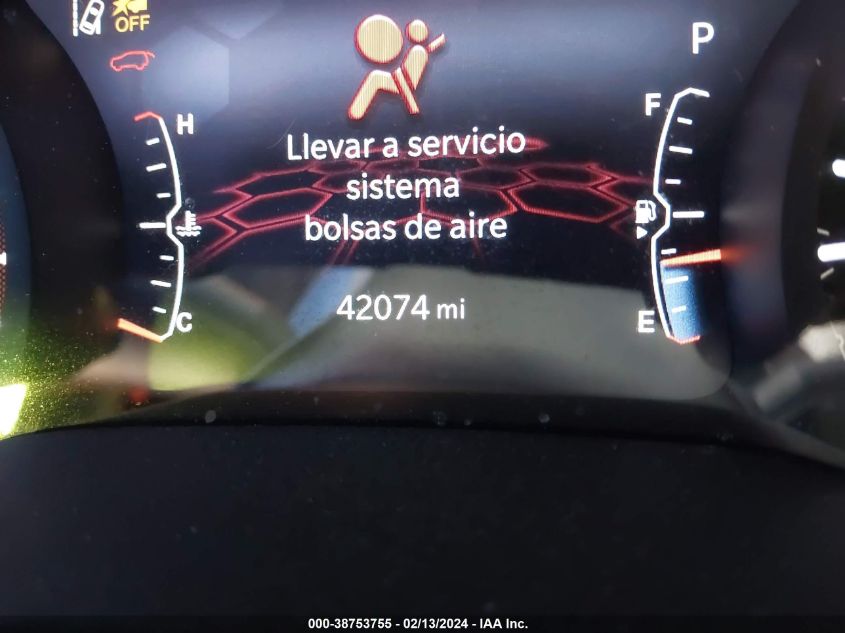 OFF
P
H
F
Llevar a servicio
sistema
bolsas de aire
42074 mi
C
E
000-38753755 - 02/13/2024 - IAA Inc.